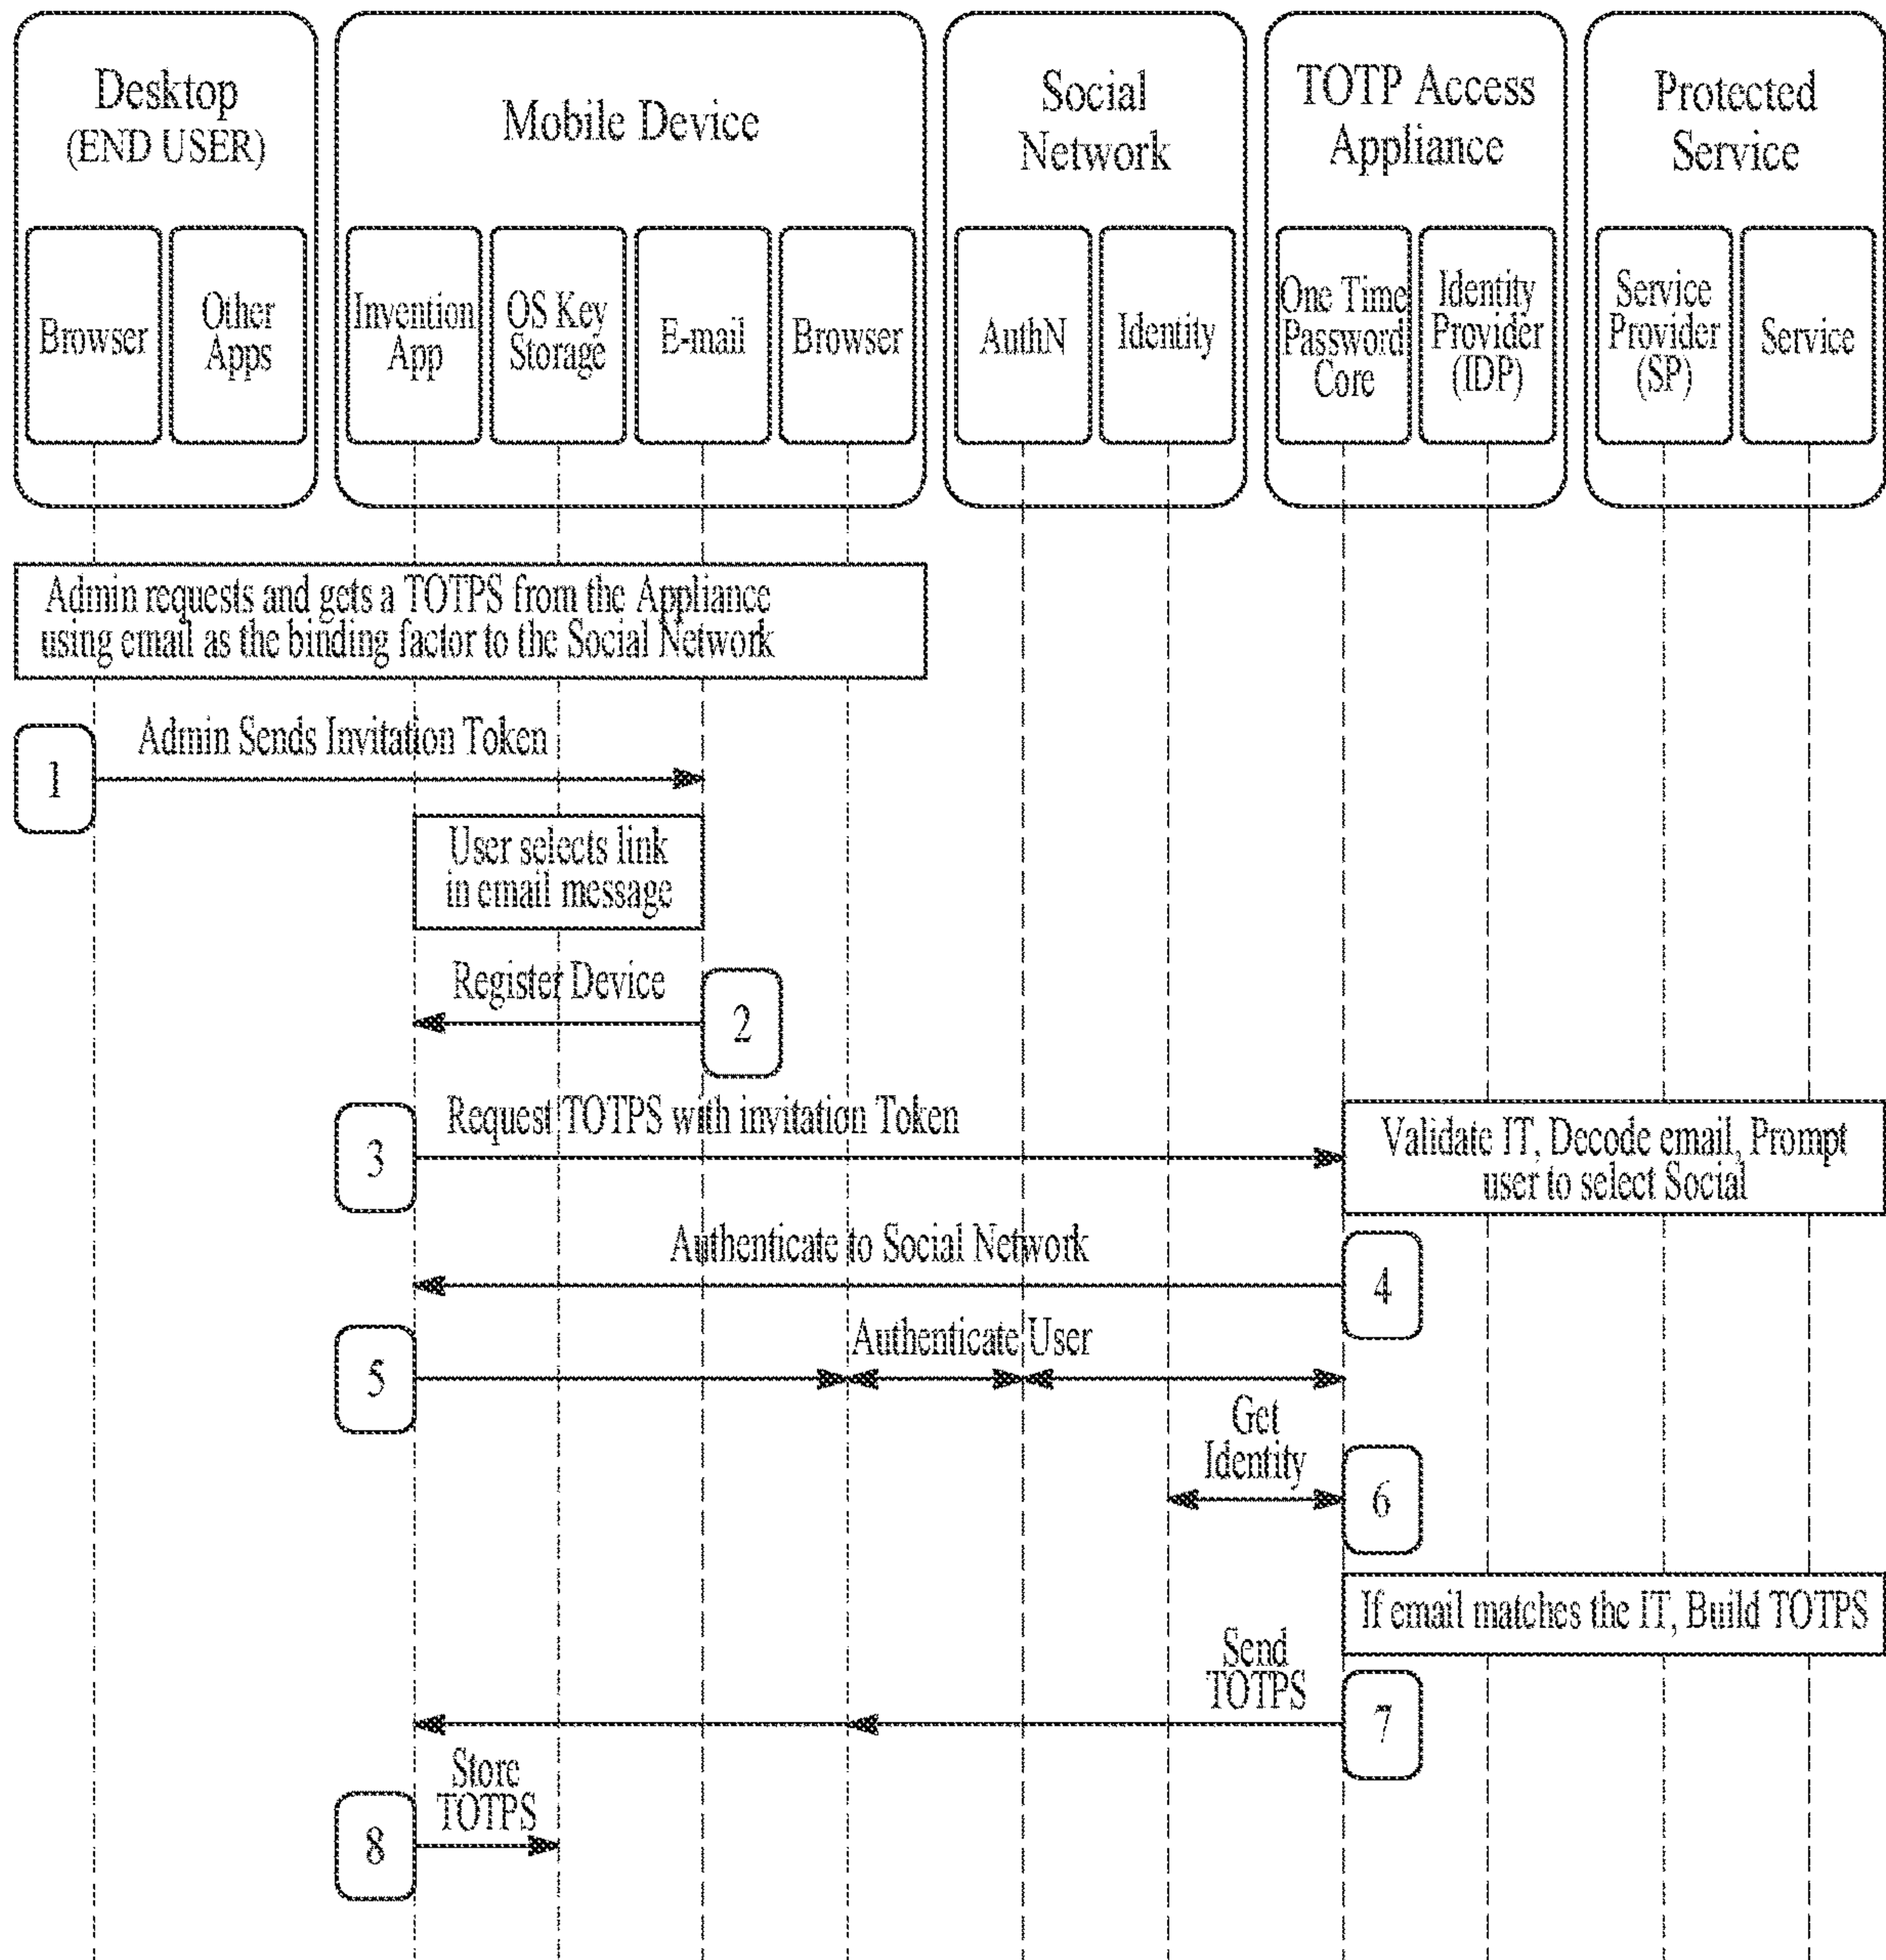 Desktop
(END USER)
Mobile Device
Social
Network
TOTP Access
Appliance
Protected
Service
Browser
Other
Apps
Invention
App
OS Key
Storage
E-mail
Browser
AuthN
Identity
One Time
Password
Core
Identity
Provider
(IDP)
Service
Provider
(SP)
Service
Admin requests and gets a TOTPS from the Appliance
using email as the binding factor to the Social Network
1
Admin Sends Invitation Token
User selects link
in email message
Register Device
2
3
Request TOTPS with invitation Token
Validate IT, Decode email, Prompt
user to select Social
Authenticate to Social Network
4
5
Authenticate User
Get
Identity
6
If email matches the IT, Build TOTPS
Send
TOTPS
7
Store
TOTPS
8